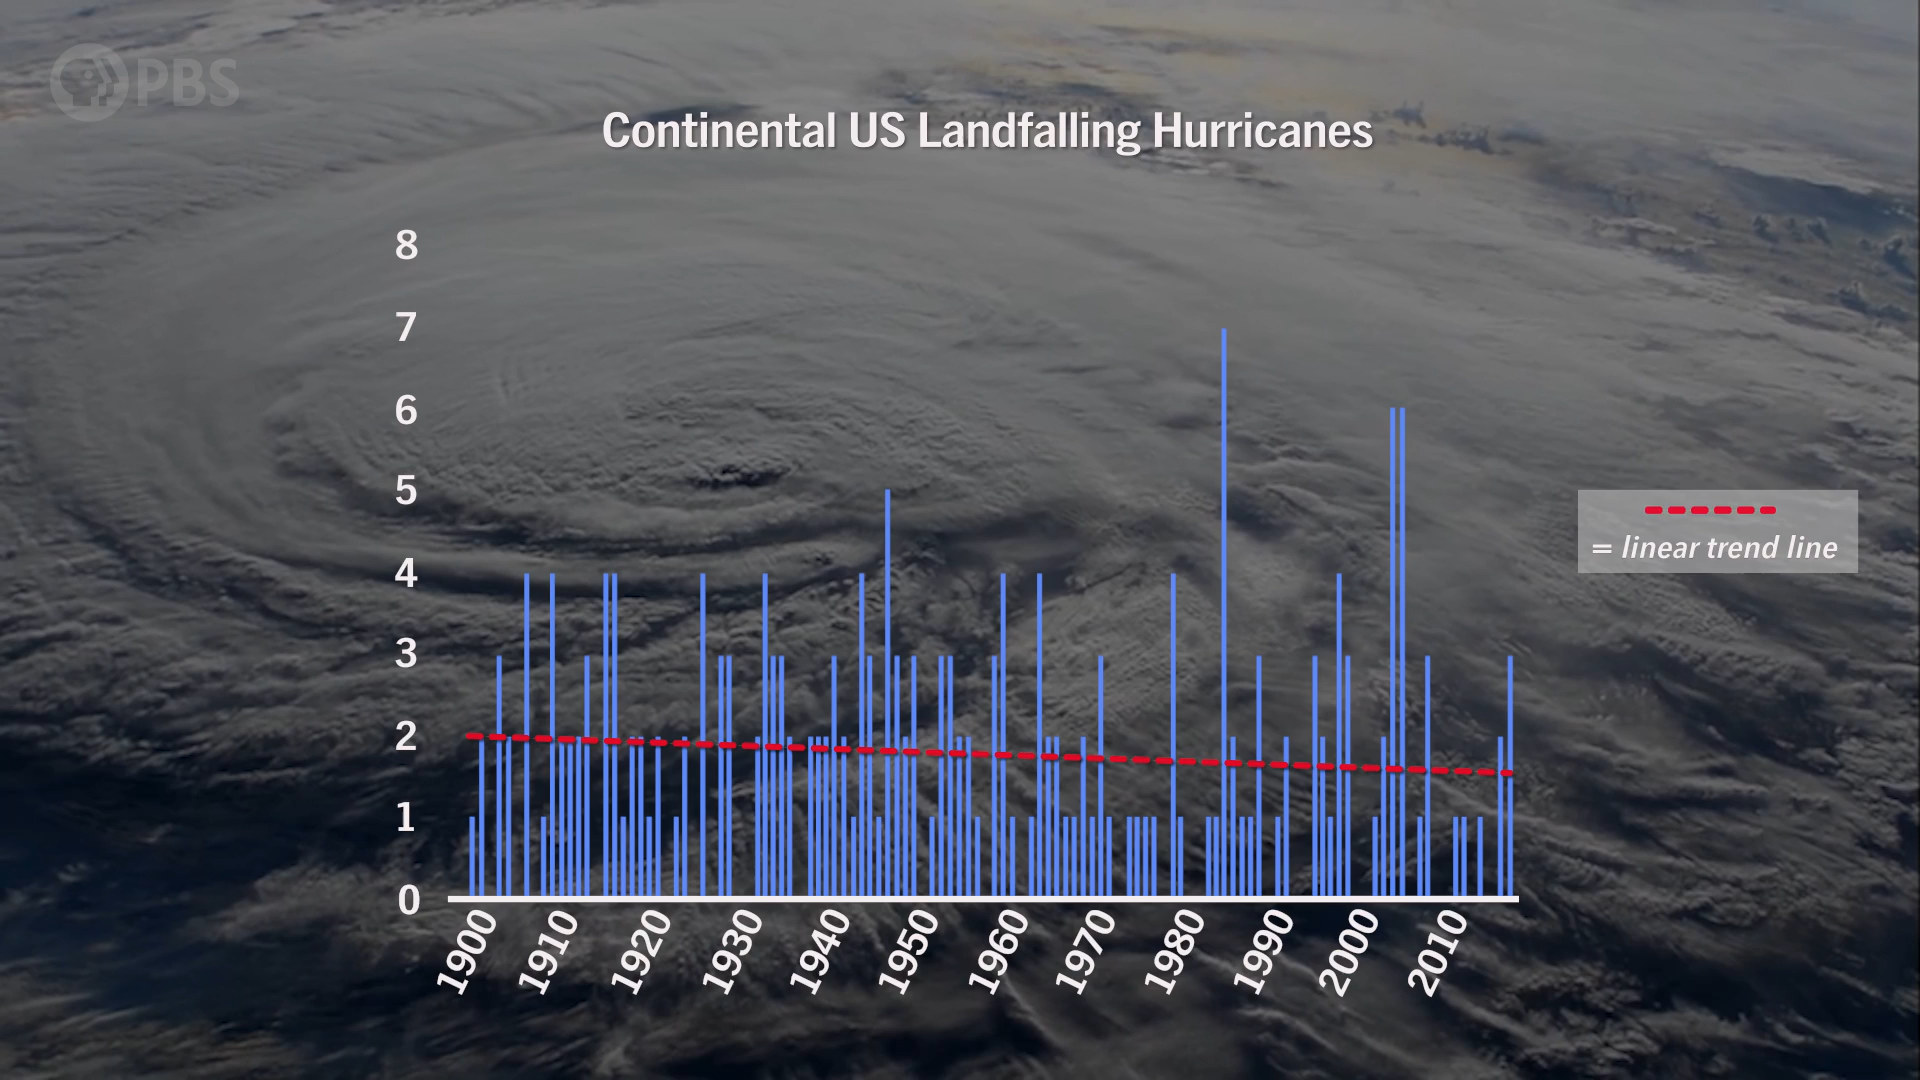 PBS
Continental US Landfalling Hurricanes
8
7
6
5
4
3
2
1
0
1900 1910 1920 1930 1940 1950 1960 1970 1980 1990 2000 2010
= linear trend line